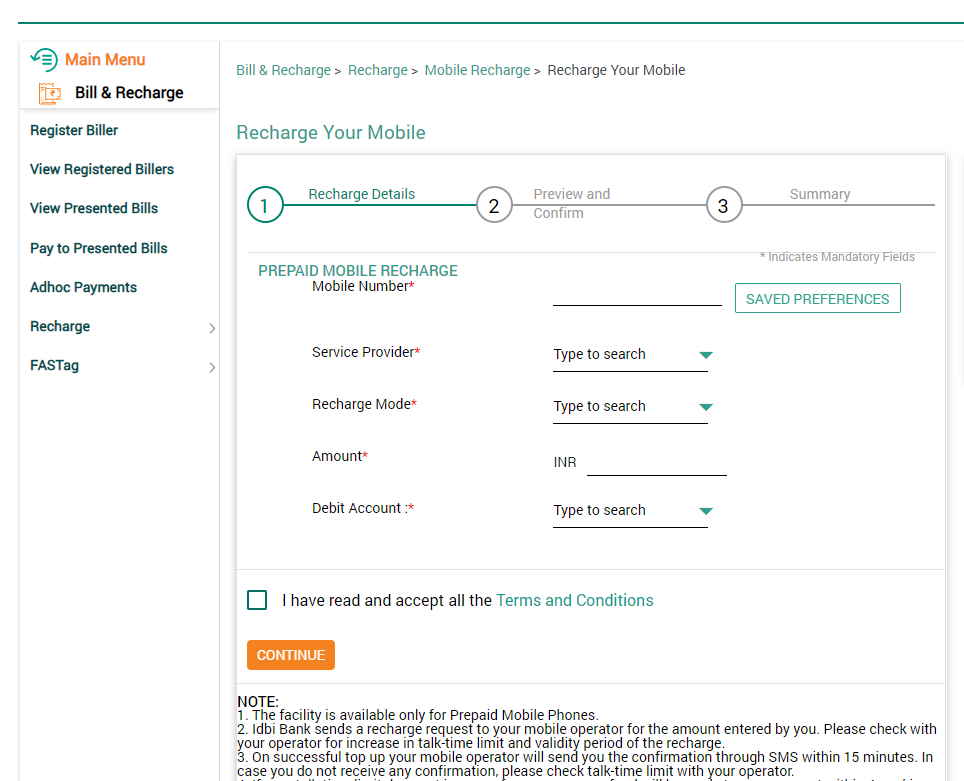 Main Menu
Bill & Recharge
Register Biller
View Registered Billers
View Presented Bills
Pay to Presented Bills
Adhoc Payments
Recharge
FASTag
Bill & Recharge > Recharge > Mobile Recharge > Recharge Your Mobile
Recharge Your Mobile
1 Recharge Details
2 Preview and
Confirm
3 Summary
* Indicates Mandatory Fields
PREPAID MOBILE RECHARGE
Mobile Number*
SAVED PREFERENCES
Service Provider* Type to search
Recharge Mode* Type to search
Amount* INR
Debit Account :* Type to search
I have read and accept all the Terms and Conditions
CONTINUE
NOTE:
1. The facility is available only for Prepaid Mobile Phones.
2. Idbi Bank sends a recharge request to your mobile operator for the amount entered by you. Please check with
your operator for increase in talk-time limit and validity period of the recharge.
3. On successful top up your mobile operator will send you the confirmation through SMS within 15 minutes. In
case you do not receive any confirmation, please check talk-time limit with your operator.